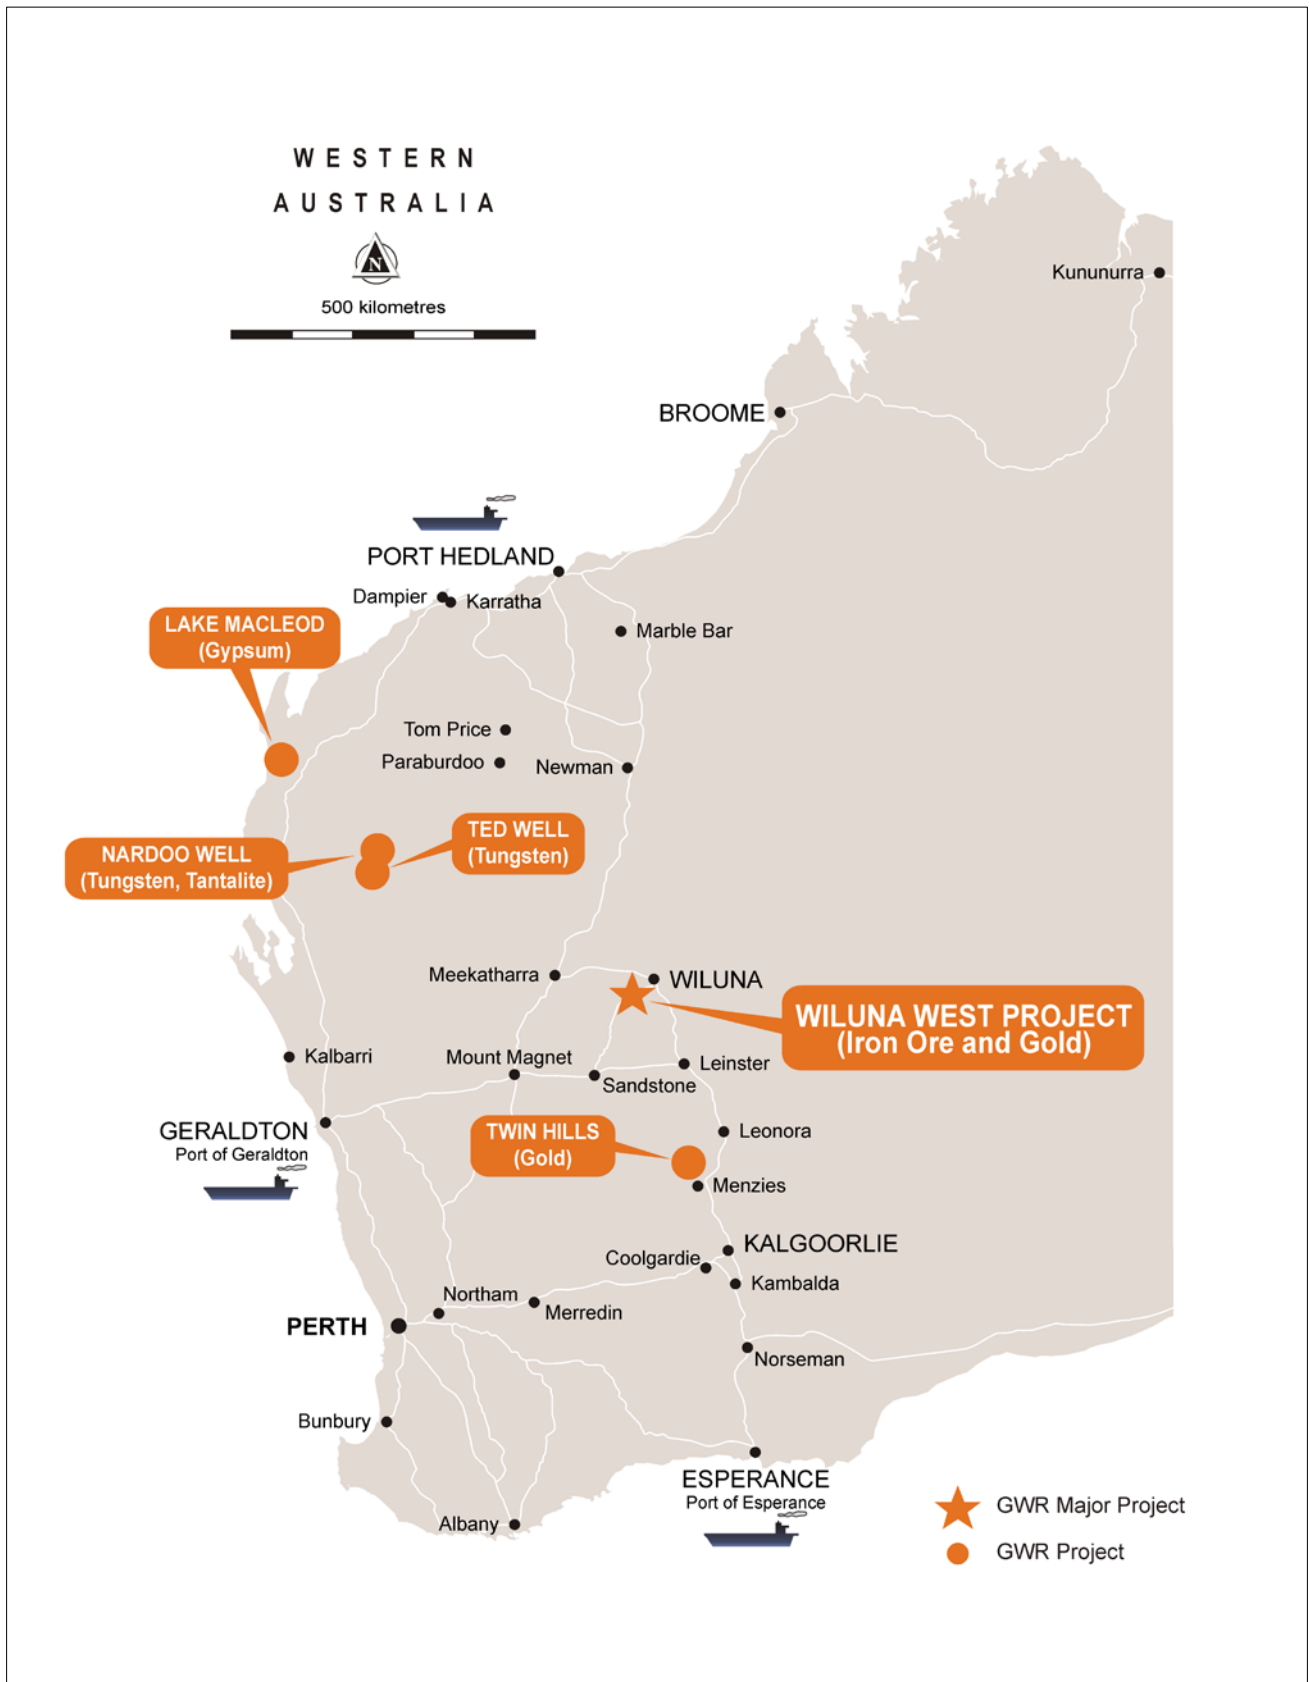 WESTERN
AUSTRALIA
N
500 kilometres
Kununurra
BROOME
PORT HEDLAND
Dampier
Karratha
LAKE MACLEOD
(Gypsum)
Marble Bar
Tom Price
Paraburdoo
Newman
TED WELL
(Tungsten)
NARDOO WELL
(Tungsten, Tantalite)
Meekatharra
WILUNA
WILUNA WEST PROJECT
(Iron Ore and Gold)
Kalbarri
Mount Magnet
Leinster
Sandstone
GERALDTON
Port of Geraldton
TWIN HILLS
(Gold)
Leonora
Menzies
KALGOORLIE
Coolgardie
Kambalda
Northam
Merredin
PERTH
Norseman
Bunbury
ESPERANCE
Port of Esperance
Albany
GWR Major Project
GWR Project